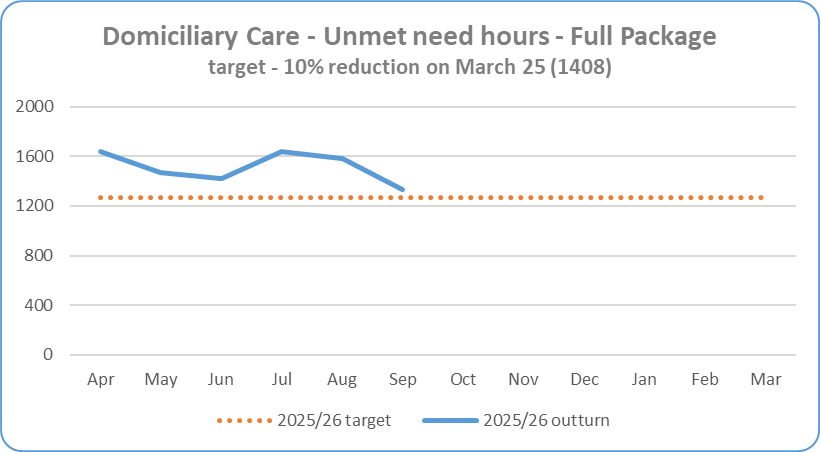 Domiciliary Care - Unmet need hours - Full Package
target - 10% reduction on March 25 (1408)
2000
1600
1200
800
400
0
Apr May Jun Jul Aug Sep Oct Nov Dec Jan Feb Mar
2025/26 target 2025/26 outturn